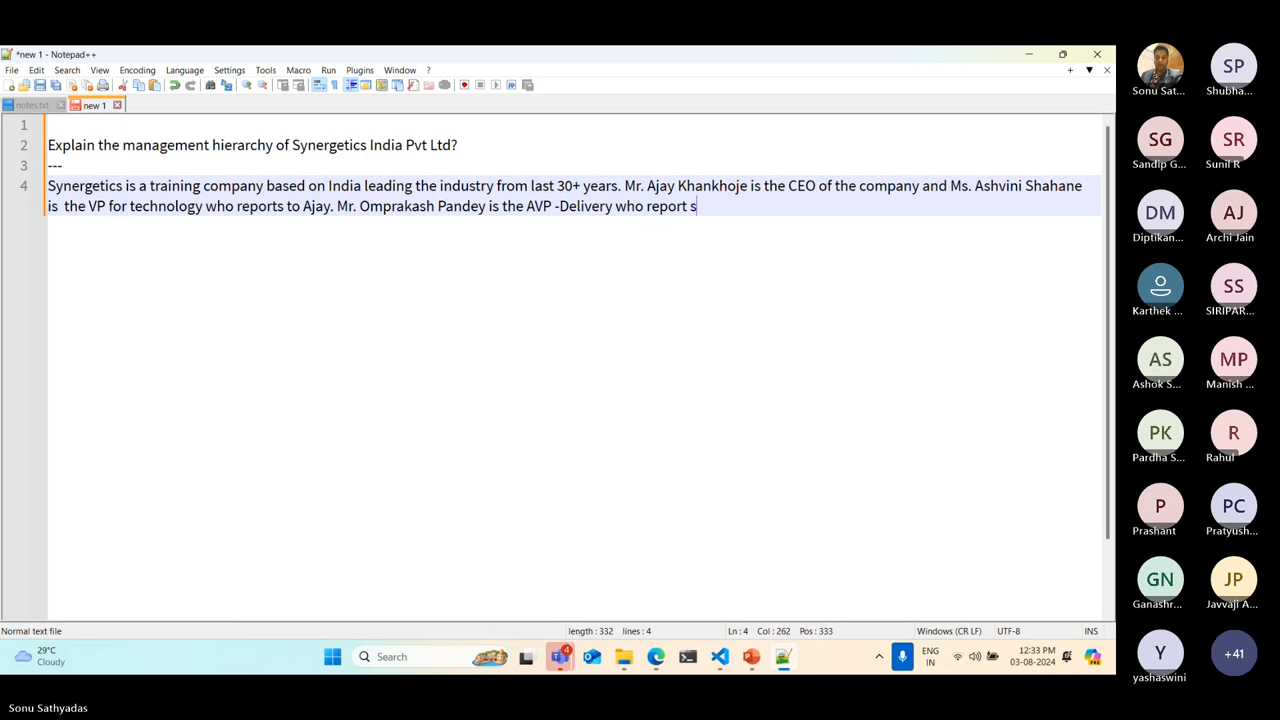 *new 1 - Notepad++
File Edit Search View Encoding Language Settings Tools Macro Run Plugins Window ?
notes.txt new 1
1
2 Explain the management hierarchy of Synergetics India Pvt Ltd?
3 ---
4 Synergetics is a training company based on India leading the industry from last 30+ years. Mr. Ajay Khankhoje is the CEO of the company and Ms. Ashvini Shahane
is the VP for technology who reports to Ajay. Mr. Omprakash Pandey is the AVP -Delivery who report s
Normal text file length : 332 lines : 4 Ln : 4 Col : 262 Pos : 333 Windows (CR LF) UTF-8 INS
29°C
Cloudy
Search
4
ENG
IN
12:33 PM
03-08-2024
Sonu Sat...
SP
Shubha...
SG
Sandip G...
SR
Sunil R
DM
Diptikan...
AJ
Archi Jain
Karthek ...
SS
SIRIPAR...
AS
Ashok S...
MP
Manish ...
PK
Pardha S...
R
Rahul
P
Prashant
PC
Pratyush...
GN
Ganashr...
JP
Javvaji A...
Y
yashaswini
+41
Sonu Sathyadas